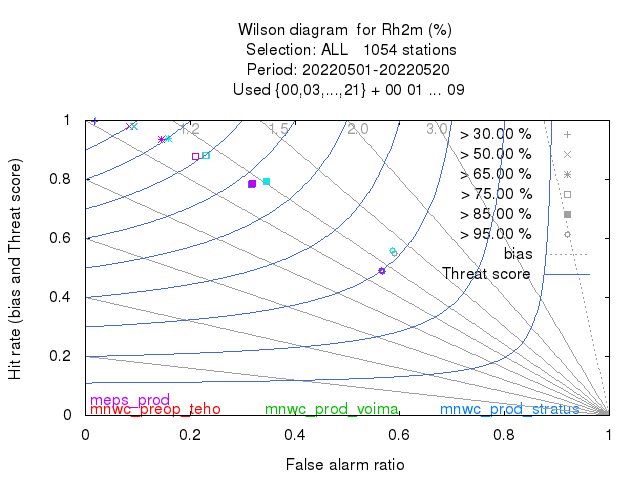 Wilson diagram  for Rh2m (%)
Selection: ALL   1054 stations
Period: 20220501-20220520
Used {00,03,...,21} + 00 01 ... 09
Hit rate (bias and Threat score)
1
0.8
0.6
0.4
0.2
0
1.2
1.5
2.0
3.0
> 30.00 %
> 50.00 %
> 65.00 %
> 75.00 %
> 85.00 %
> 95.00 %
bias
Threat score
meps_prod
mnwc_preop_teho mnwc_prod_voima mnwc_prod_stratus
0 0.2 0.4 0.6 0.8 1
False alarm ratio